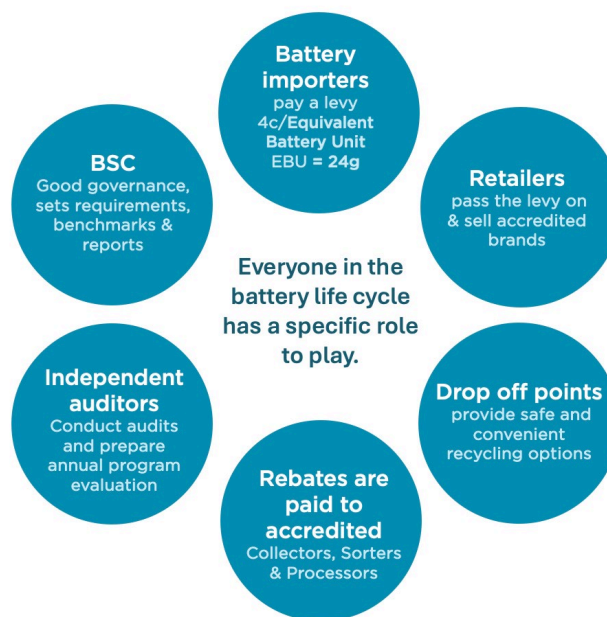 Battery
importers
pay a levy
4c/Equivalent
Battery Unit
EBU = 24g
Retailers
pass the levy on
& sell accredited
brands
Drop off points
provide safe and
convenient
recycling options
Rebates are
paid to
accredited
Collectors, Sorters
& Processors
Independent
auditors
Conduct audits
and prepare
annual program
evaluation
BSC
Good governance,
sets requirements,
benchmarks &
reports
Everyone in the
battery life cycle
has a specific role
to play.